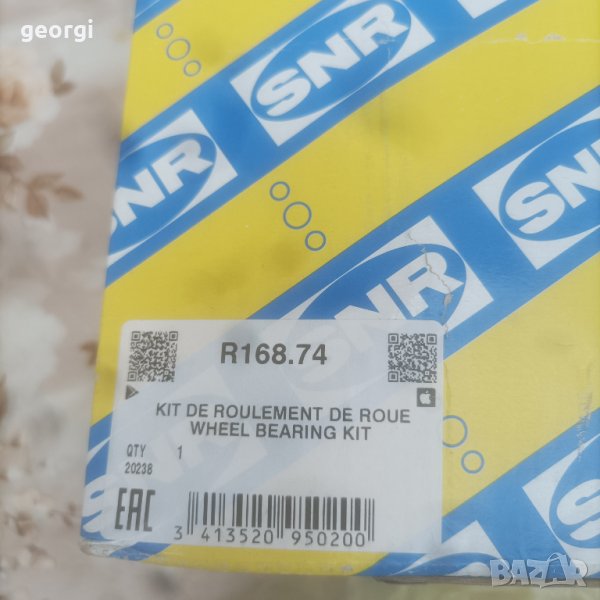 georgi
SNR
SNR
SNR
SNR
SNR
R168.74
KIT DE ROULEMENT DE ROUE
WHEEL BEARING KIT
QTY 1
20238
EAC
3 413520 950200
BAZAR